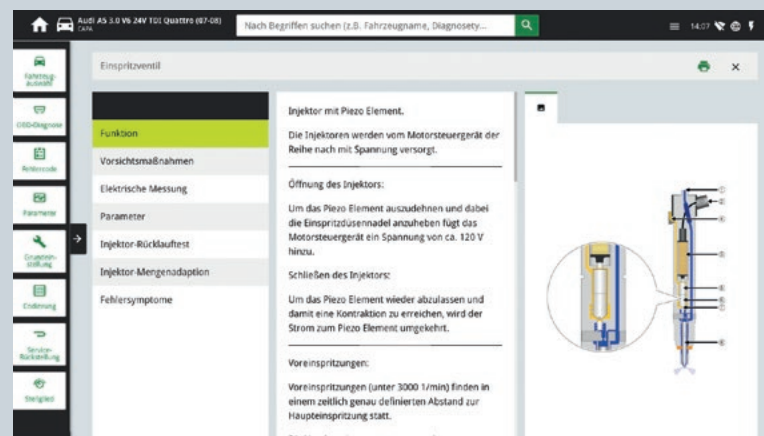 Audi A5 3.0 V6 24V TDI Quattro (07-08)
CAPA
Nach Begriffen suchen (z.B. Fahrzeugname, Diagnosety...
14:07
Fahrzeug-
auswahl
OBD-Diagnose
Fehlercode
Parameter
Grundein-
stellung
Codierung
Service-
Rückstellung
Stellglied
Einspritzventil
Funktion
Vorsichtsmaßnahmen
Elektrische Messung
Parameter
Injektor-Rücklauftest
Injektor-Mengenadaption
Fehlersymptome
Injektor mit Piezo Element.
Die Injektoren werden vom Motorsteuergerät der
Reihe nach mit Spannung versorgt.
Öffnung des Injektors:
Um das Piezo Element auszudehnen und dabei
die Einspritzdüsennadel anzuheben fügt das
Motorsteuergerät ein Spannung von ca. 120 V
hinzu.
Schließen des Injektors:
Um das Piezo Element wieder abzulassen und
damit eine Kontraktion zu erreichen, wird der
Strom zum Piezo Element umgekehrt.
Voreinspritzungen:
Voreinspritzungen (unter 3000 1/min) finden in
einem zeitlich genau definierten Abstand zur
Haupteinspritzung statt.